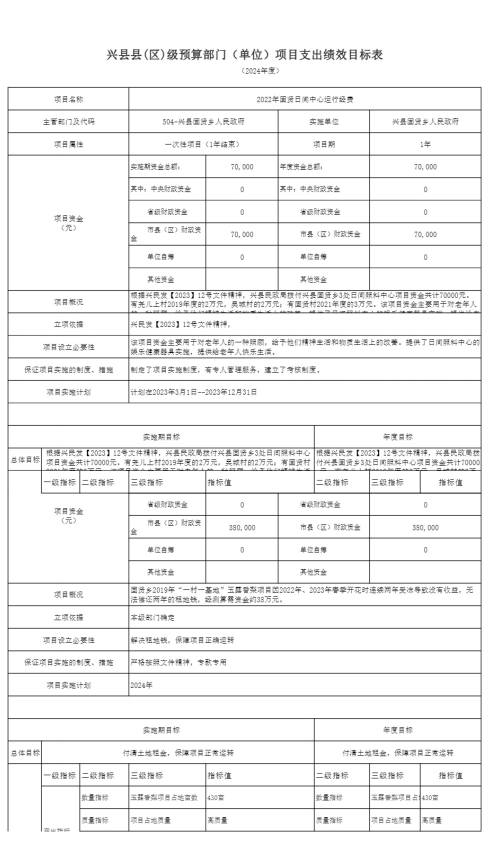 兴县县(区)级预算部门（单位）项目支出绩效目标表
（2024年度）
项目名称 2022年固贤日间中心运行经费
主管部门及代码 504-兴县固贤乡人民政府 实施单位 兴县固贤乡人民政府
项目属性 一次性项目（1年结束） 项目期 1年
项目资金
（元）
实施期资金总额： 70,000 年度资金总额： 70,000
其中：中央财政资金 0 其中：中央财政资金 0
省级财政资金 0 省级财政资金 0
市县（区）财政资金 70,000 市县（区）财政资金 70,000
单位自筹 0 单位自筹 0
其他资金 其他资金
项目概况
根据兴民发【2023】12号文件精神，兴县民政局拨付兴县固贤乡3处日间照料中心项目资金共计70000元。
有尧儿上村2019年度的2万元，吴城村的2万元；有固贤村2021年度的3万元。该项目资金主要用于对老年人
立项依据 兴民发【2023】12号文件精神，
项目设立必要性
该项目资金主要用于对老年人的一种照顾，给予他们精神生活和物质生活上的改善。提供了日间照料中心的
娱乐健康器具实施，提供给老年人快乐生活。
保证项目实施的制度、措施 制定了项目实施制度，有专人管理服务，建立了考核制度。
项目实施计划 计划在2023年3月1日--2023年12月31日
实施期目标 年度目标
总体目标
根据兴民发【2023】12号文件精神，兴县民政局拨付兴县固贤乡3处日间照料中心
项目资金共计70000元。有尧儿上村2019年度的2万元，吴城村的2万元；有固贤村
根据兴民发【2023】12号文件精神，兴县民政局拨
付兴县固贤乡3处日间照料中心项目资金共计70000
一级指标 二级指标 三级指标 指标值 二级指标 三级指标 指标值
项目资金
（元）
省级财政资金 0 省级财政资金 0
市县（区）财政资金 380,000 市县（区）财政资金 380,000
单位自筹 0 单位自筹 0
其他资金 其他资金
项目概况
固贤乡2019年“一村一基地”玉露香梨项目因2022年、2023年春季开花时连续两年受冻导致没有收益，无
法偿证两年的租地钱，经测算需资金约38万元。
立项依据 本级部门确定
项目设立必要性 解决租地钱，保障项目正确运转
保证项目实施的制度、措施 严格按照文件精神，专款专用
项目实施计划 2024年
实施期目标 年度目标
总体目标 付清土地租金，保障项目正常运转 付清土地租金，保障项目正常运转
一级指标 二级指标 三级指标 指标值 二级指标 三级指标 指标值
数量指标 玉露香梨项目占地亩数 430亩 数量指标 玉露香梨项目占 430亩
质量指标 项目占地质量 高质量 质量指标 项目占地质量 高质量